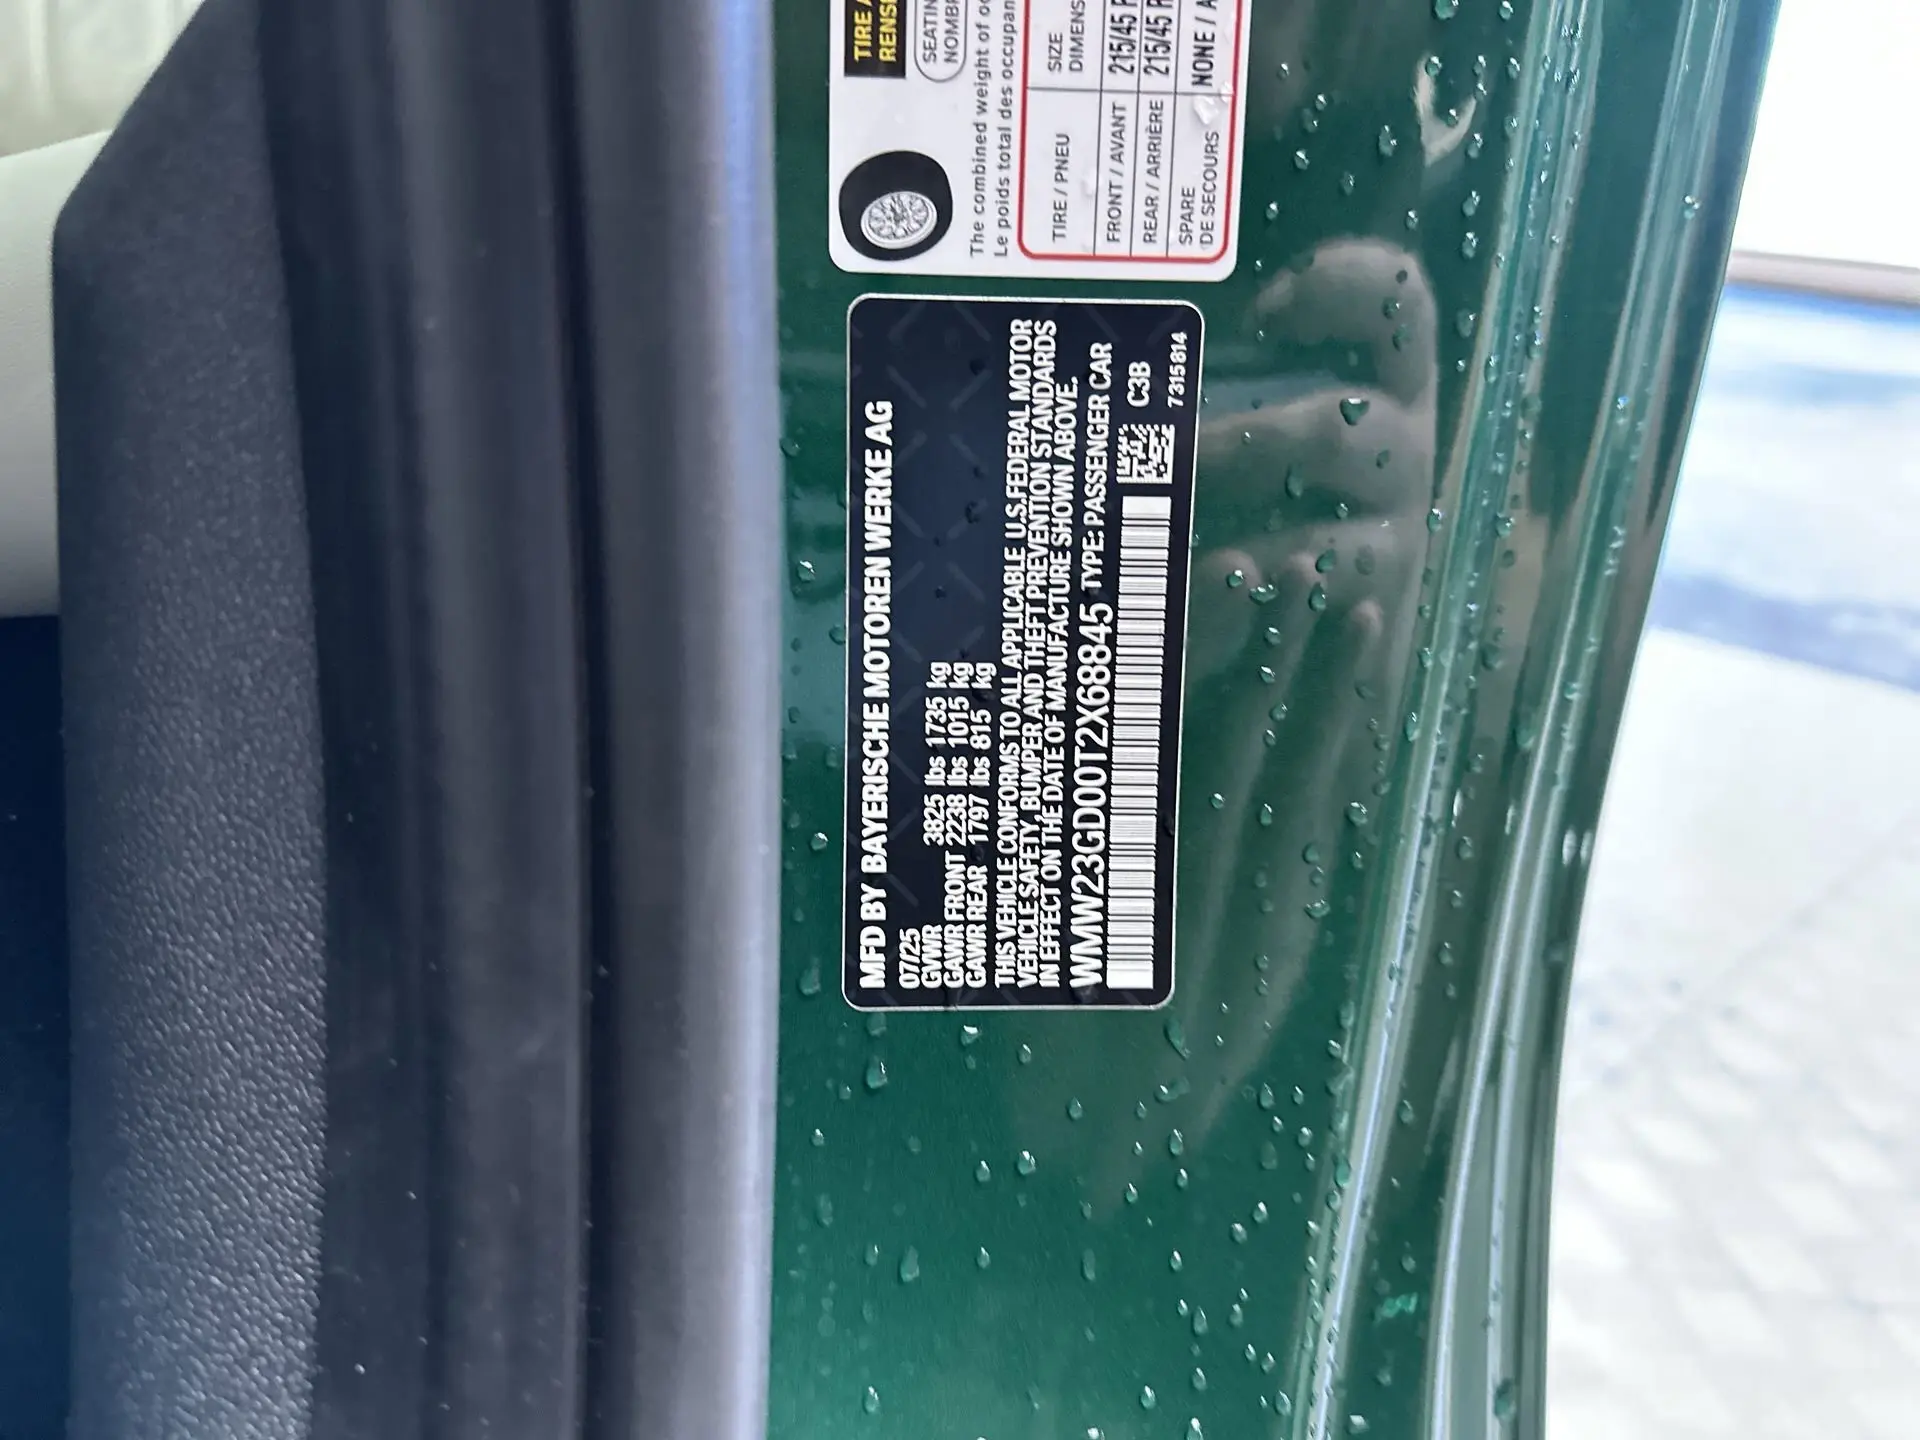 TIRE
RENS
SEATIN
NOMBR
The combined weight of oc
Le poids total des occupan
TIRE / PNEU SIZE
DIMENS
FRONT / AVANT 215/45 R
REAR / ARRIÈRE 215/45 R
SPARE
DE SECOURS NONE / A
MFD BY BAYERISCHE MOTOREN WERKE AG
07/25
GVWR 3825 lbs 1735 kg
GAWR FRONT 2238 lbs 1015 kg
GAWR REAR 1797 lbs 815 kg
THIS VEHICLE CONFORMS TO ALL APPLICABLE U.S.FEDERAL MOTOR
VEHICLE SAFETY, BUMPER AND THEFT PREVENTION STANDARDS
IN EFFECT ON THE DATE OF MANUFACTURE SHOWN ABOVE.
WMW23GD00T2X68845 TYPE: PASSENGER CAR
C3B
7315814